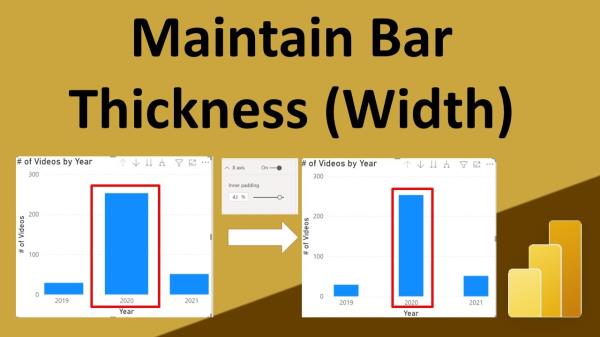 Maintain Bar
Thickness (Width)
# of Videos by Year
300
200
100
0
# of Videos
2019
2020
2021
Year
X axis
On
Inner padding
41 %
# of Videos by Year
300
200
100
0
# of Videos
2019
2020
2021
Year